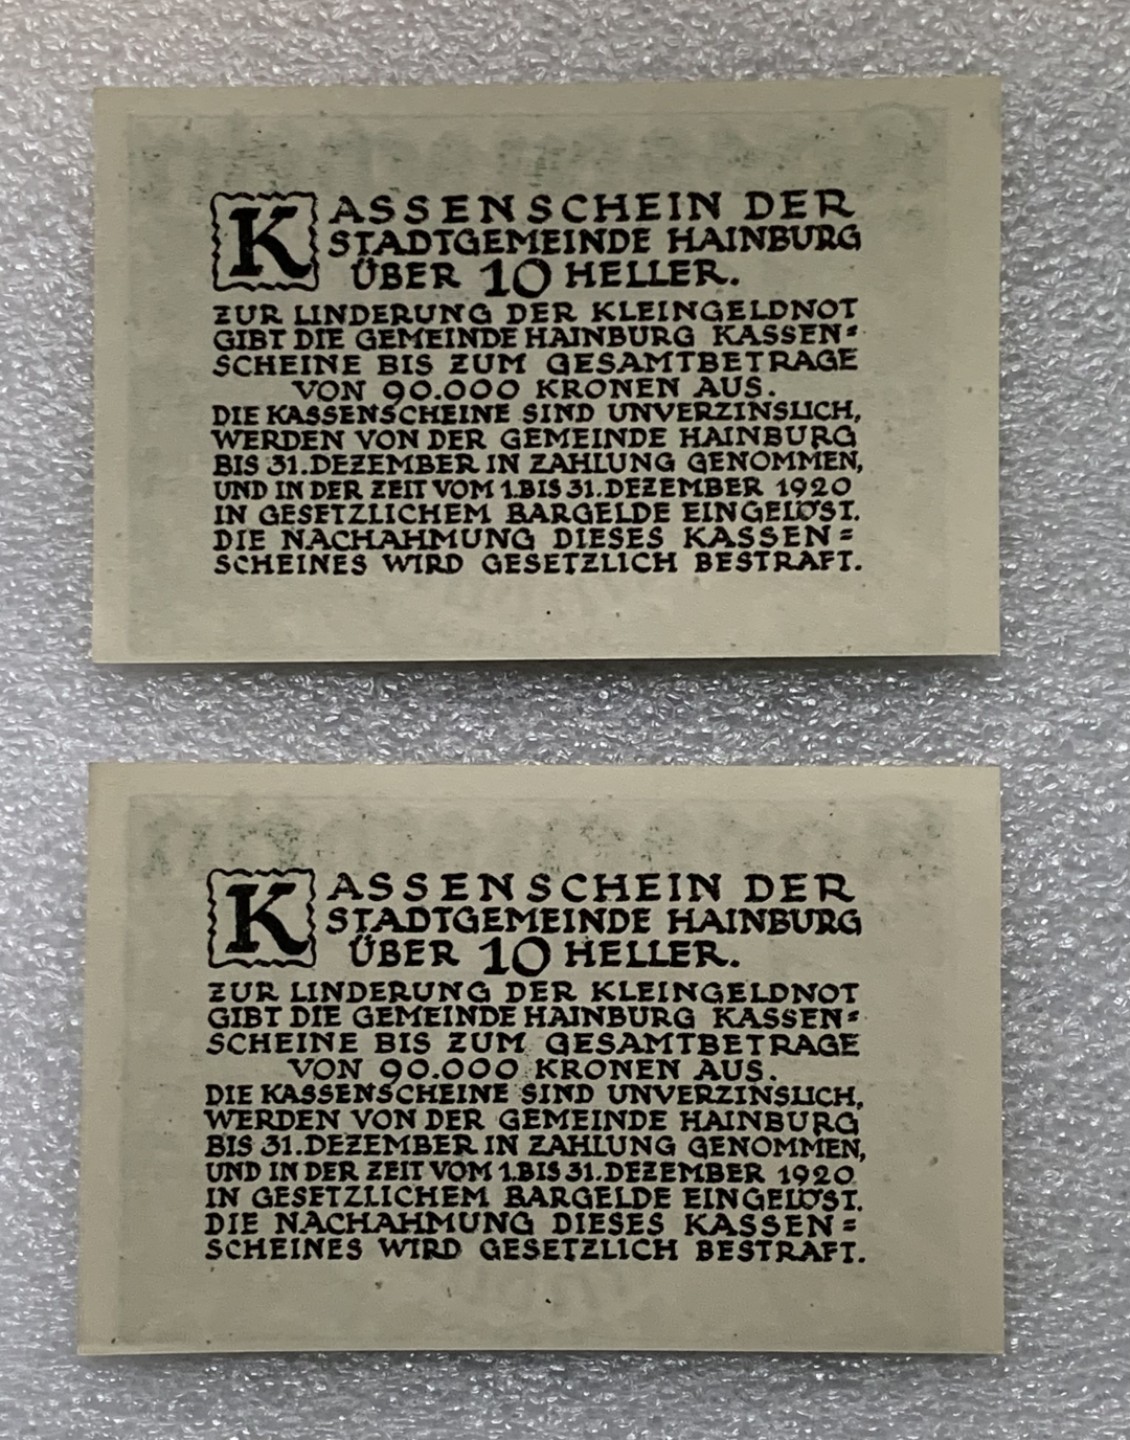 KASSENSCHEIN DER
STADTGEMEINDE HAINBURG
ÜBER 10 HELLER.
ZUR LINDERUNG DER KLEINGELDNOT
GIBT DIE GEMEINDE HAINBURG KASSEN=
SCHEINE BIS ZUM GESAMTBETRAGE
VON 90.000 KRONEN AUS.
DIE KASSENSCHEINE SIND UNVERZINSLICH,
WERDEN VON DER GEMEINDE HAINBURG
BIS 31. DEZEMBER IN ZAHLUNG GENOMMEN,
UND IN DER ZEIT VOM 1. BIS 31. DEZEMBER 1920
IN GESETZLICHEM BARGELDE EINGELÖST.
DIE NACHAHMUNG DIESES KASSEN=
SCHEINES WIRD GESETZLICH BESTRAFT.
KASSENSCHEIN DER
STADTGEMEINDE HAINBURG
ÜBER 10 HELLER.
ZUR LINDERUNG DER KLEINGELDNOT
GIBT DIE GEMEINDE HAINBURG KASSEN=
SCHEINE BIS ZUM GESAMTBETRAGE
VON 90.000 KRONEN AUS.
DIE KASSENSCHEINE SIND UNVERZINSLICH,
WERDEN VON DER GEMEINDE HAINBURG
BIS 31. DEZEMBER IN ZAHLUNG GENOMMEN,
UND IN DER ZEIT VOM 1. BIS 31. DEZEMBER 1920
IN GESETZLICHEM BARGELDE EINGELÖST.
DIE NACHAHMUNG DIESES KASSEN=
SCHEINES WIRD GESETZLICH BESTRAFT.